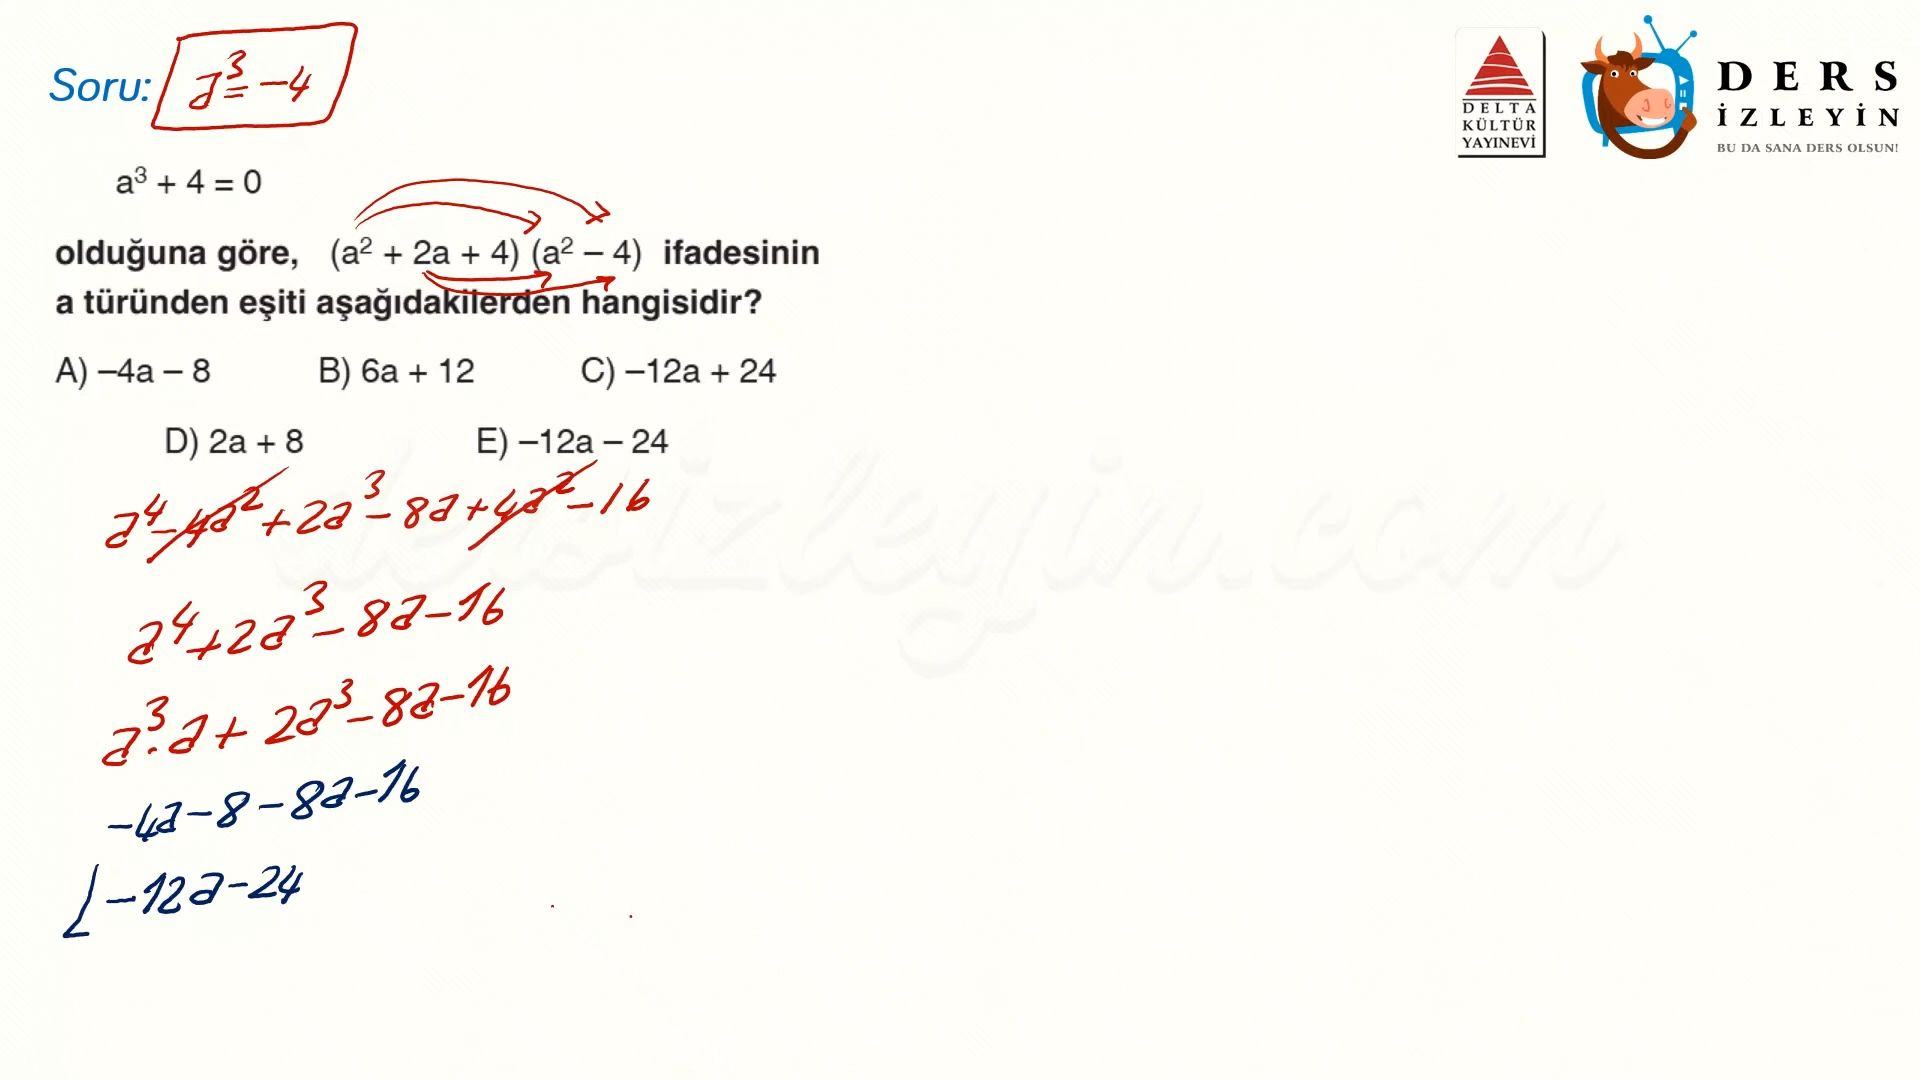 Soru: a³ = -4
a³ + 4 = 0
olduğuna göre, (a² + 2a + 4) (a² – 4) ifadesinin
a türünden eşiti aşağıdakilerden hangisidir?
A) –4a – 8 B) 6a + 12 C) –12a + 24
D) 2a + 8 E) –12a – 24
a⁴ - 4a² + 2a³ - 8a + 4a² - 16
a⁴ + 2a³ - 8a - 16
a³.a + 2a³ - 8a - 16
-4a - 8 - 8a - 16
-12a - 24
DELTA
KÜLTÜR
YAYINEVİ
DERS
İZLEYİN
BU DA SANA DERS OLSUN!
dersizleyin.com